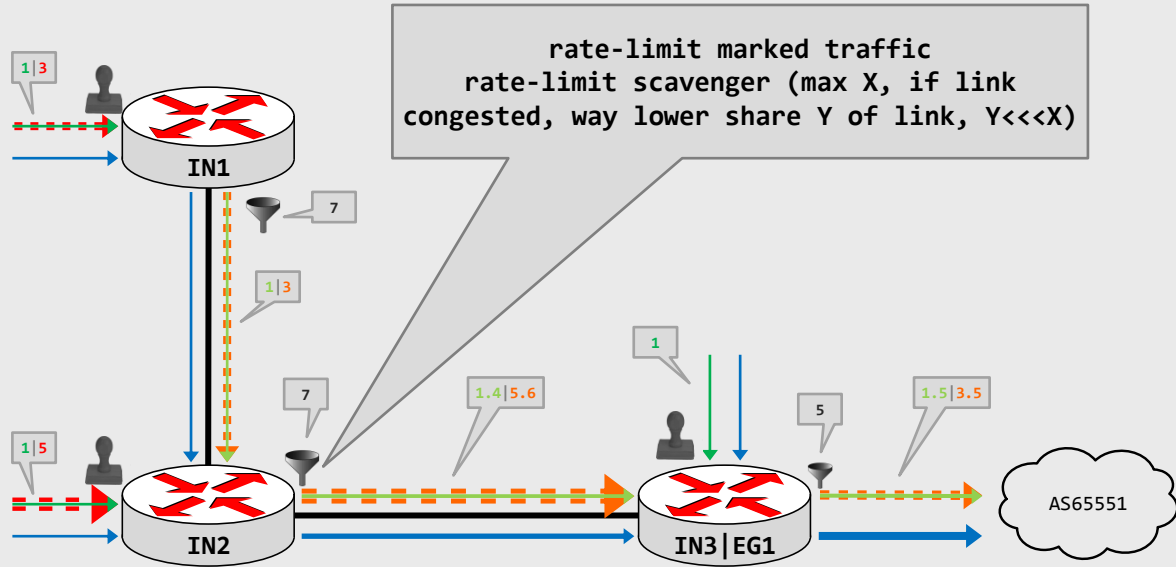 rate-limit marked traffic
rate-limit scavenger (max X, if link
congested, way lower share Y of link, Y<<<X)
1|3
IN1
7
1|3
1
7
1.4|5.6
5
1.5|3.5
1|5
IN2
IN3|EG1
AS65551